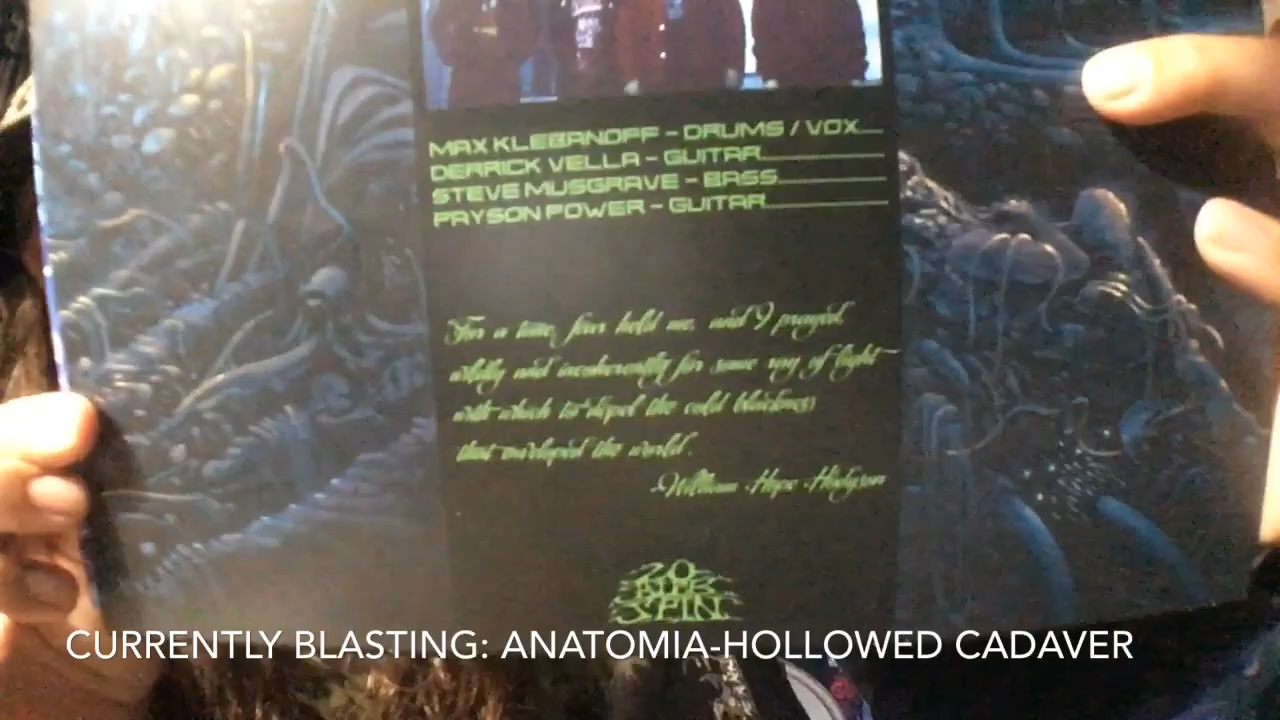 MAX KLEBANOFF - DRUMS / VOX
DERRICK VELLA - GUITAR
STEVE MUSGRAVE - BASS
PAYSON POWER - GUITAR
For a time, fear held me, and I prayed,
wildly and incoherently for some ray of light
with which to dispel the cold blackness
that enveloped the world.
-William Hope Hodgson
20
BUCK
SPIN
CURRENTLY BLASTING: ANATOMIA-HOLLOWED CADAVER